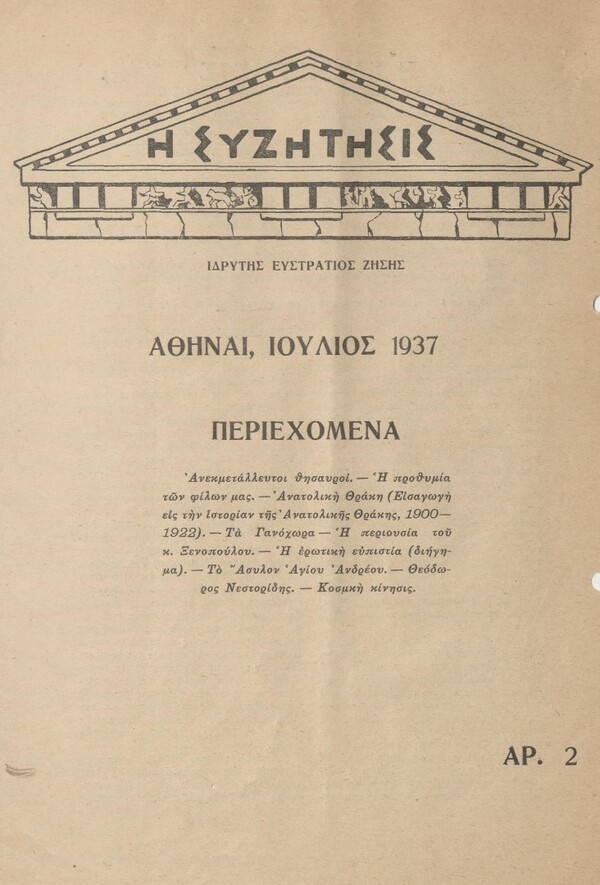 Η ΣΥΖΗΤΗΣΙΣ
ΙΔΡΥΤΗΣ ΕΥΣΤΡΑΤΙΟΣ ΖΗΣΗΣ
ΑΘΗΝΑΙ, ΙΟΥΛΙΟΣ 1937
ΠΕΡΙΕΧΟΜΕΝΑ
Ἀνεκμετάλλευτοι θησαυροί. — Ἡ προθυμία
τῶν φίλων μας. — Ἀνατολικὴ Θράκη (Εἰσαγωγὴ
εἰς τὴν ἱστορίαν τῆς Ἀνατολικῆς Θράκης, 1900—
1922). — Τὰ Γανόχωρα — Ἡ περιουσία τοῦ
κ. Ξενοπούλου. — Ἡ ἐρωτικὴ εὐπιστία (διήγη-
μα). — Τὸ Ἄσυλον Ἁγίου Ἀνδρέου. — Θεόδω-
ρος Νεστορίδης. — Κοσμικὴ κίνησις.
ΑΡ. 2